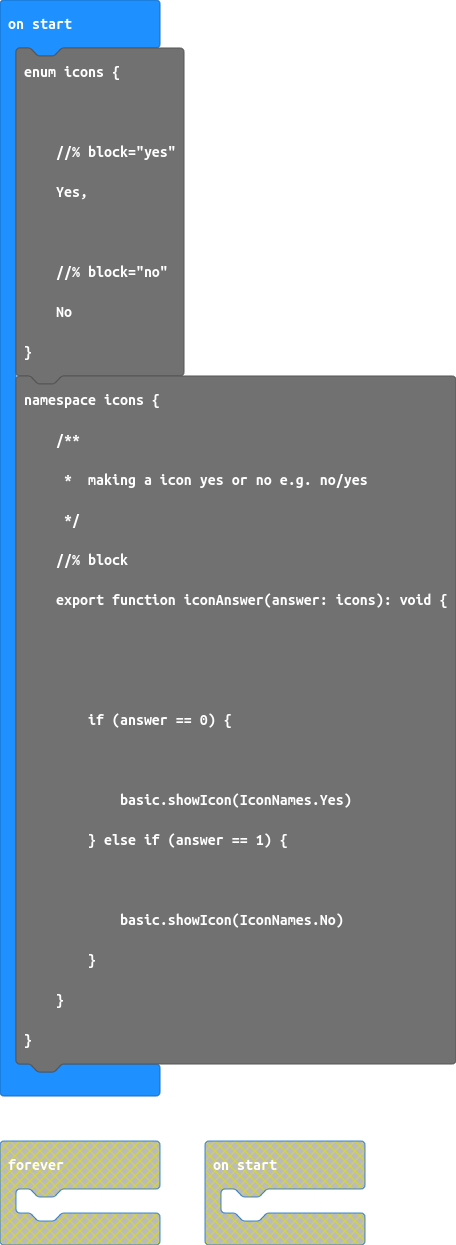 on start
enum icons {
//% block="yes"
Yes,
//% block="no"
No
}
namespace icons {
/**
* making a icon yes or no e.g. no/yes
*/
//% block
export function iconAnswer(answer: icons): void {
if (answer == 0) {
basic.showIcon(IconNames.Yes)
} else if (answer == 1) {
basic.showIcon(IconNames.No)
}
}
}
forever
on start